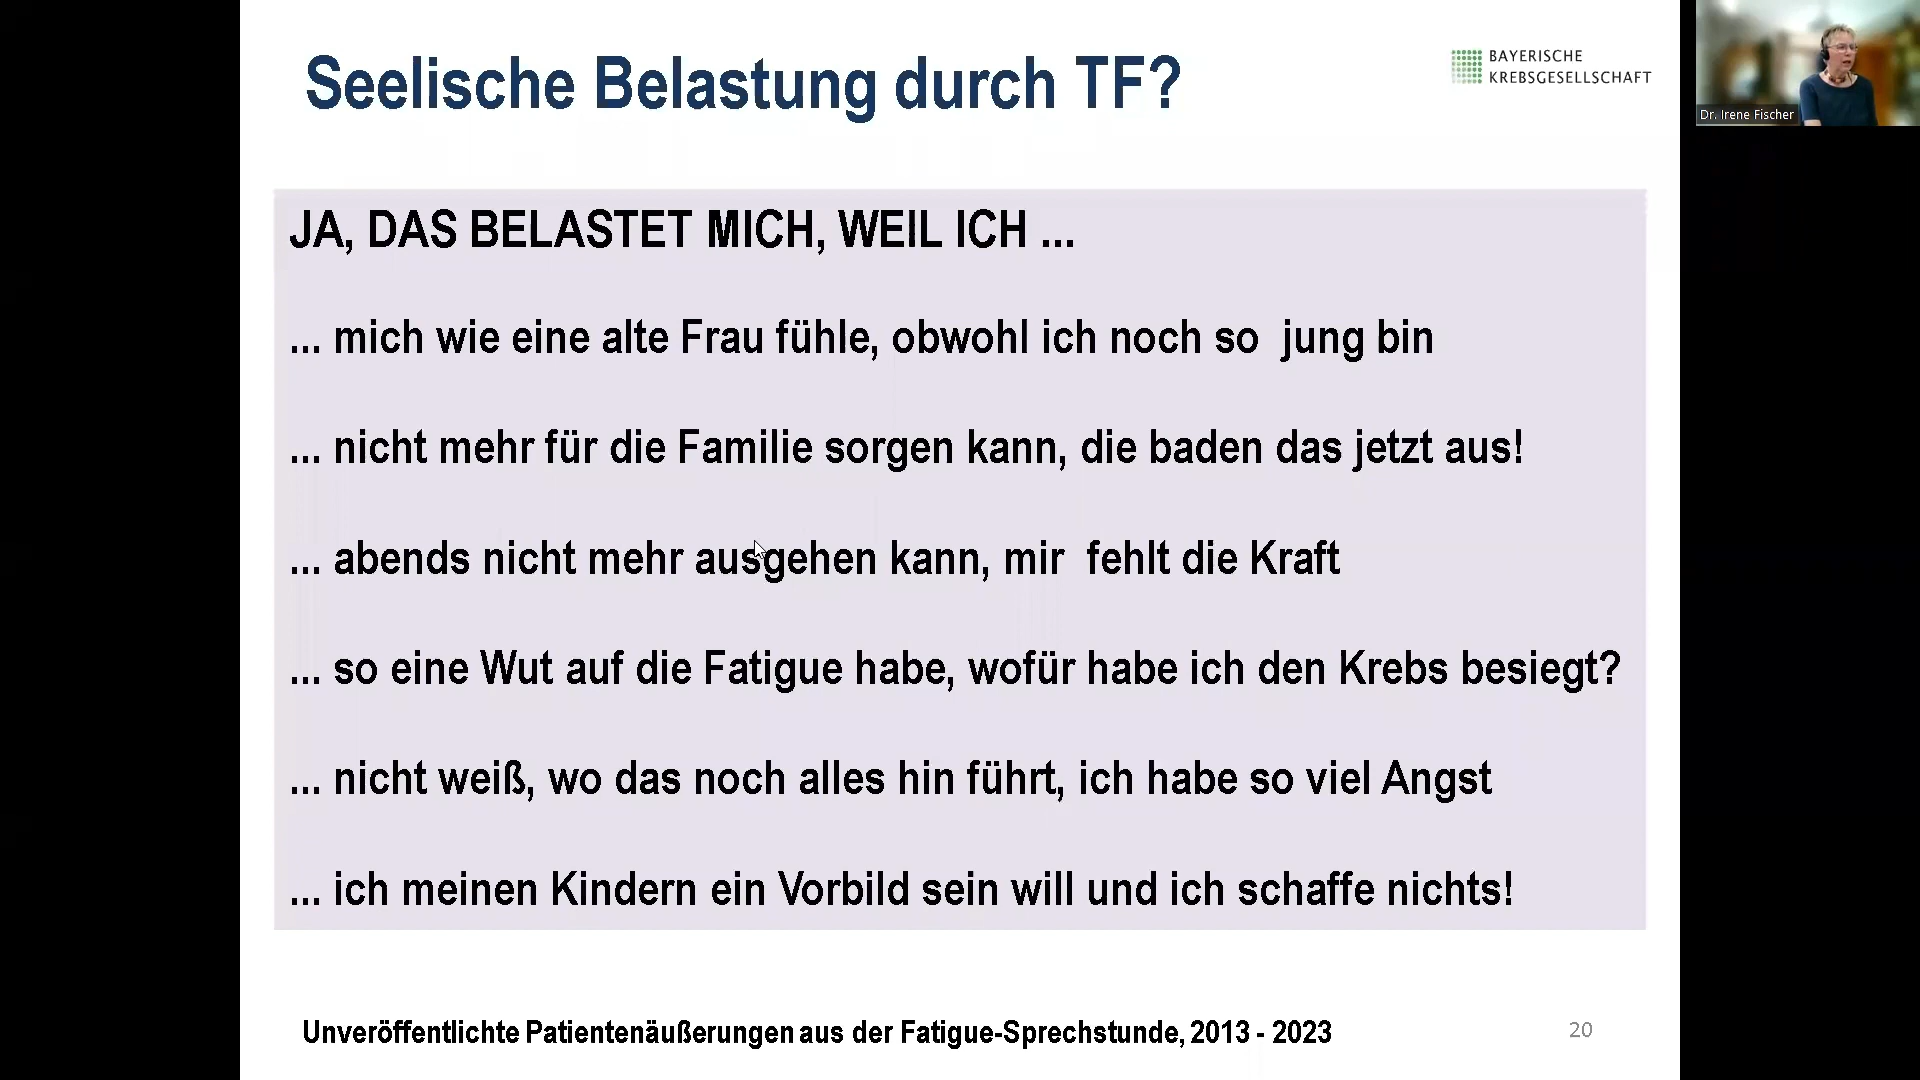 Seelische Belastung durch TF?
BAYERISCHE
KREBSGESELLSCHAFT
Dr. Irene Fischer
JA, DAS BELASTET MICH, WEIL ICH ...
... mich wie eine alte Frau fühle, obwohl ich noch so  jung bin
... nicht mehr für die Familie sorgen kann, die baden das jetzt aus!
... abends nicht mehr ausgehen kann, mir  fehlt die Kraft
... so eine Wut auf die Fatigue habe, wofür habe ich den Krebs besiegt?
... nicht weiß, wo das noch alles hin führt, ich habe so viel Angst
... ich meinen Kindern ein Vorbild sein will und ich schaffe nichts!
Unveröffentlichte Patientenäußerungen aus der Fatigue-Sprechstunde, 2013 - 2023
20